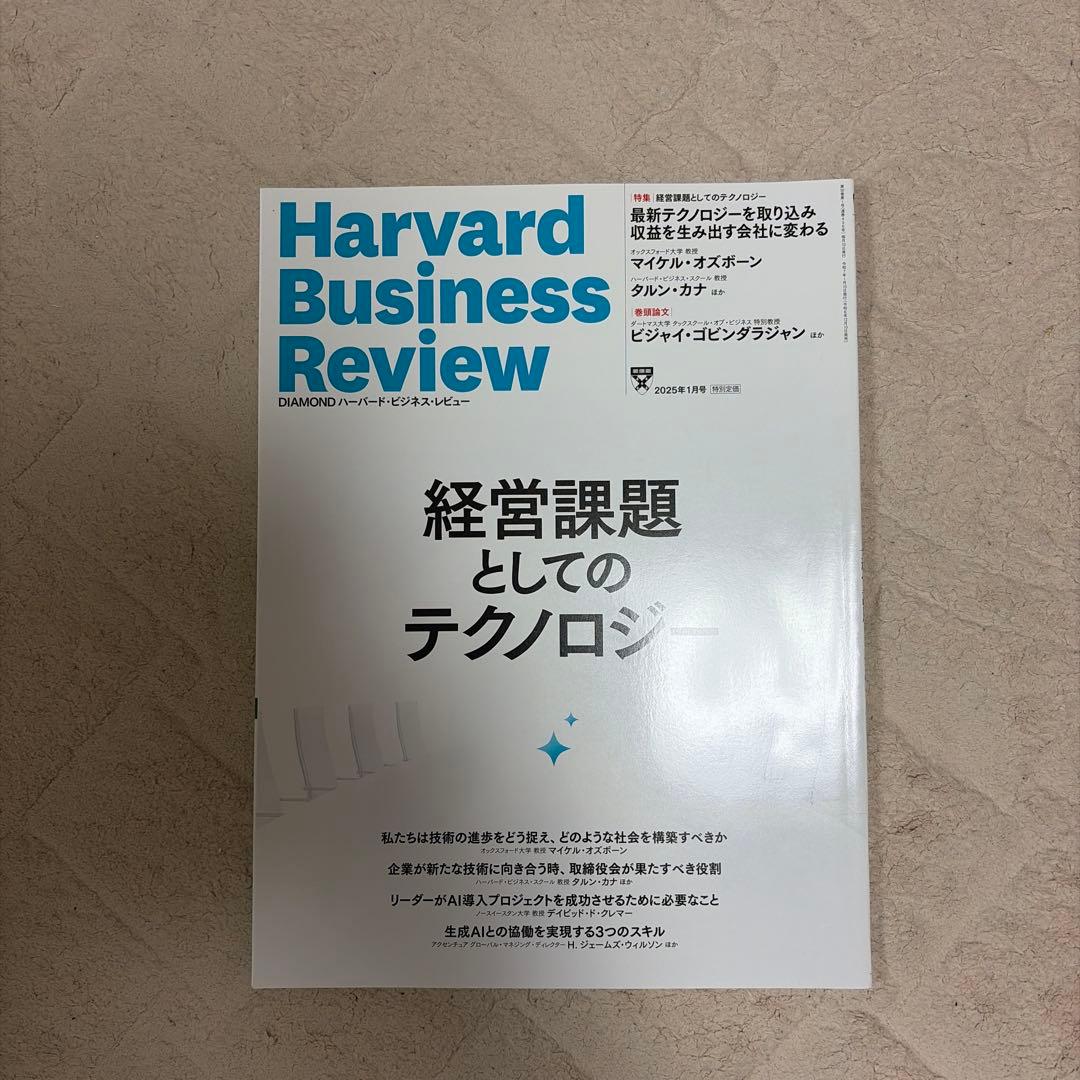 Harvard
Business
Review
DIAMOND ハーバード・ビジネス・レビュー
[特集] 経営課題としてのテクノロジー
最新テクノロジーを取り込み
収益を生み出す会社に変わる
オックスフォード大学 教授
マイケル・オズボーン
ハーバード・ビジネス・スクール 教授
タルン・カナ ほか
[巻頭論文]
ダートマス大学 タックスクール・オブ・ビジネス 特別教授
ビジャイ・ゴビンダラジャン ほか
2025年1月号 特別定価
経営課題
としての
テクノロジー
私たちは技術の進歩をどう捉え、どのような社会を構築すべきか
オックスフォード大学 教授 マイケル・オズボーン
企業が新たな技術に向き合う時、取締役会が果たすべき役割
ハーバード・ビジネス・スクール 教授 タルン・カナ ほか
リーダーがAI導入プロジェクトを成功させるために必要なこと
ノースイースタン大学 教授 デイビッド・ド・クレマー
生成AIとの協働を実現する3つのスキル
アクセンチュア グローバル・マネジング・ディレクター H. ジェームズ・ウィルソン ほか